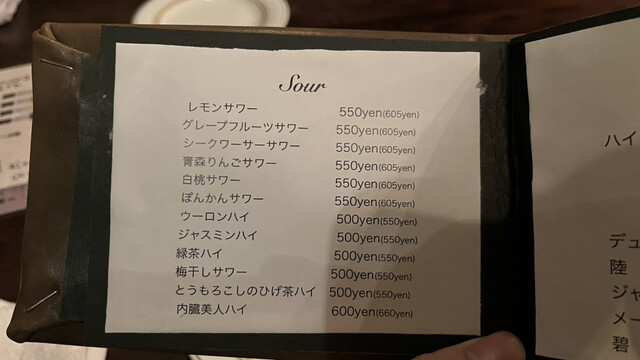 Sour
レモンサワー 550yen(605yen)
グレープフルーツサワー 550yen(605yen)
シークワーサーサワー 550yen(605yen)
青森りんごサワー 550yen(605yen)
白桃サワー 550yen(605yen)
ぽんかんサワー 550yen(605yen)
ウーロンハイ 500yen(550yen)
ジャスミンハイ 500yen(550yen)
緑茶ハイ 500yen(550yen)
梅干しサワー 500yen(550yen)
とうもろこしのひげ茶ハイ 500yen(550yen)
内臓美人ハイ 600yen(660yen)
ハイ
デュ
陸
ジャ
メー
碧